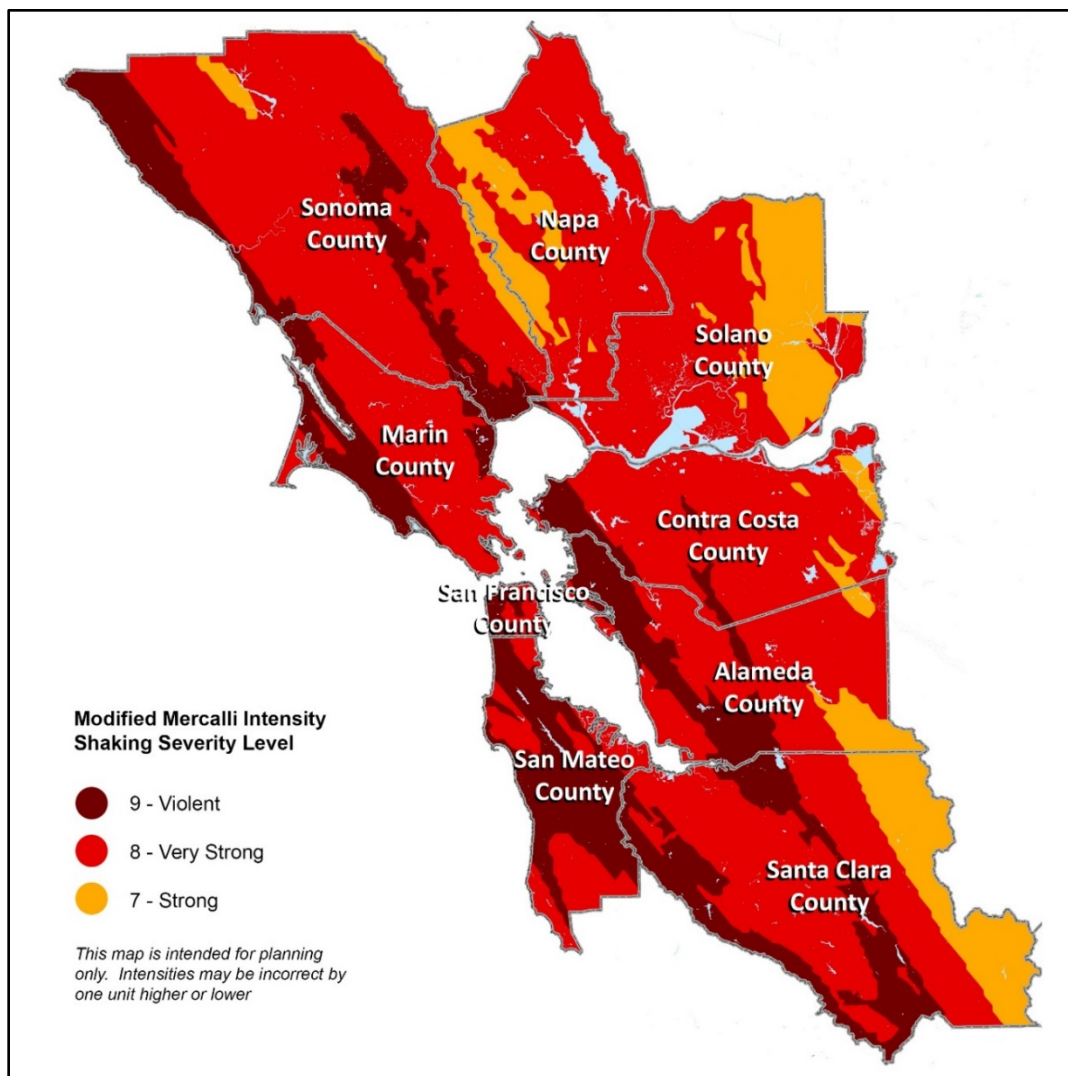 Sonoma
County
Napa
County
Solano
County
Marin
County
Contra Costa
County
San Francisco
County
Alameda
County
San Mateo
County
Santa Clara
County
Modified Mercalli Intensity
Shaking Severity Level
9 - Violent
8 - Very Strong
7 - Strong
This map is intended for planning
only. Intensities may be incorrect by
one unit higher or lower